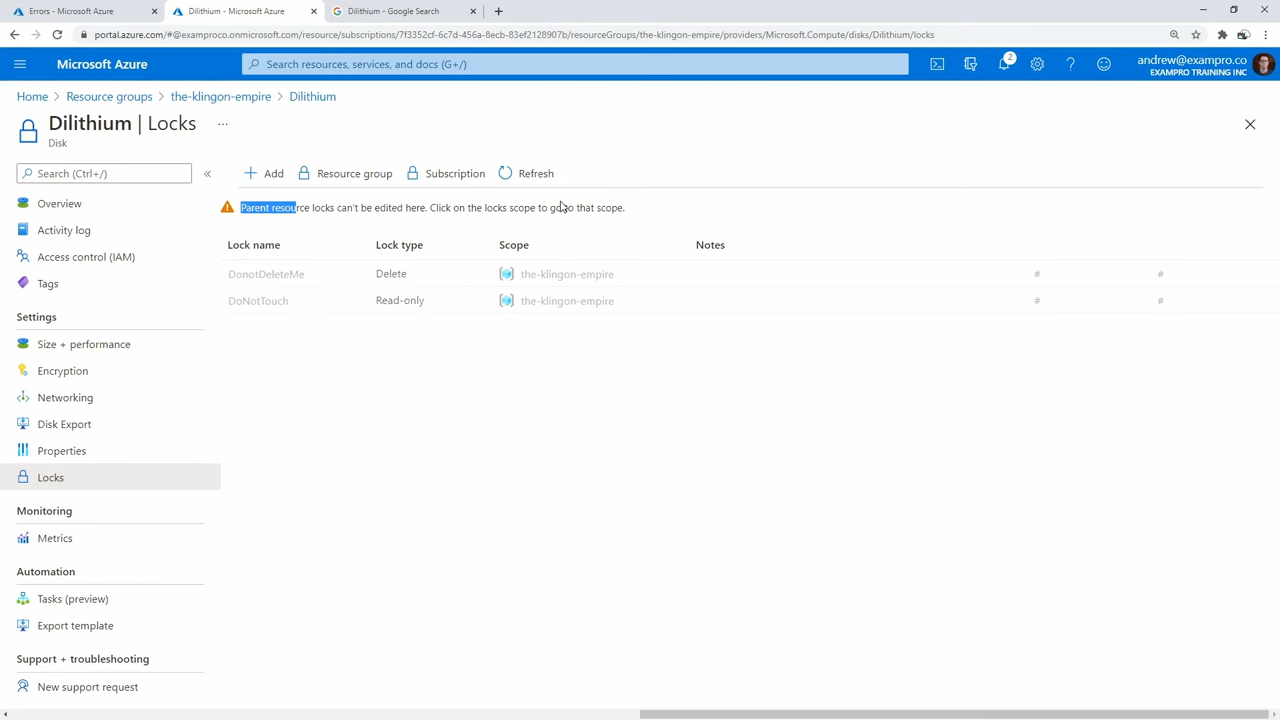 Errors - Microsoft Azure
Dilithium - Microsoft Azure
Dilithium - Google Search
portal.azure.com/#@examproco.onmicrosoft.com/resource/subscriptions/7f3352cf-6c7d-456a-8ecb-83ef2128907b/resourceGroups/the-klingon-empire/providers/Microsoft.Compute/disks/Dilithium/locks
Microsoft Azure
Search resources, services, and docs (G+/)
2
andrew@exampro.co
EXAMPRO TRAINING INC
Home > Resource groups > the-klingon-empire > Dilithium
Dilithium | Locks ...
Disk
Search (Ctrl+/)
«
Add
Resource group
Subscription
Refresh
Overview
Activity log
Access control (IAM)
Tags
Settings
Size + performance
Encryption
Networking
Disk Export
Properties
Locks
Monitoring
Metrics
Automation
Tasks (preview)
Export template
Support + troubleshooting
New support request
Parent resource locks can't be edited here. Click on the locks scope to go to that scope.
Lock name Lock type Scope Notes
DonotDeleteMe Delete the-klingon-empire # #
DoNotTouch Read-only the-klingon-empire # #